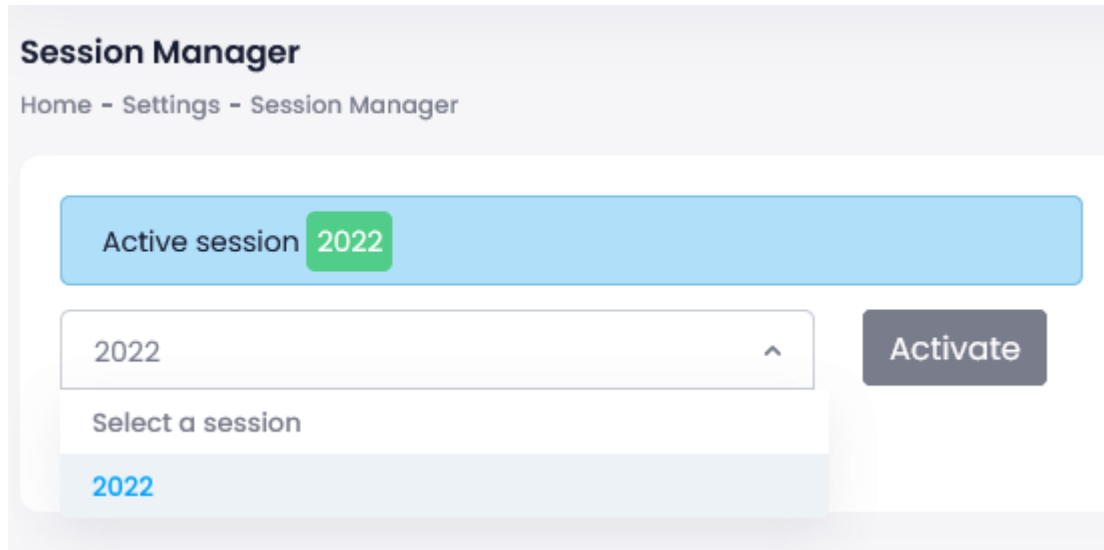 Session Manager
Home - Settings - Session Manager
Active session 2022
2022
Activate
Select a session
2022